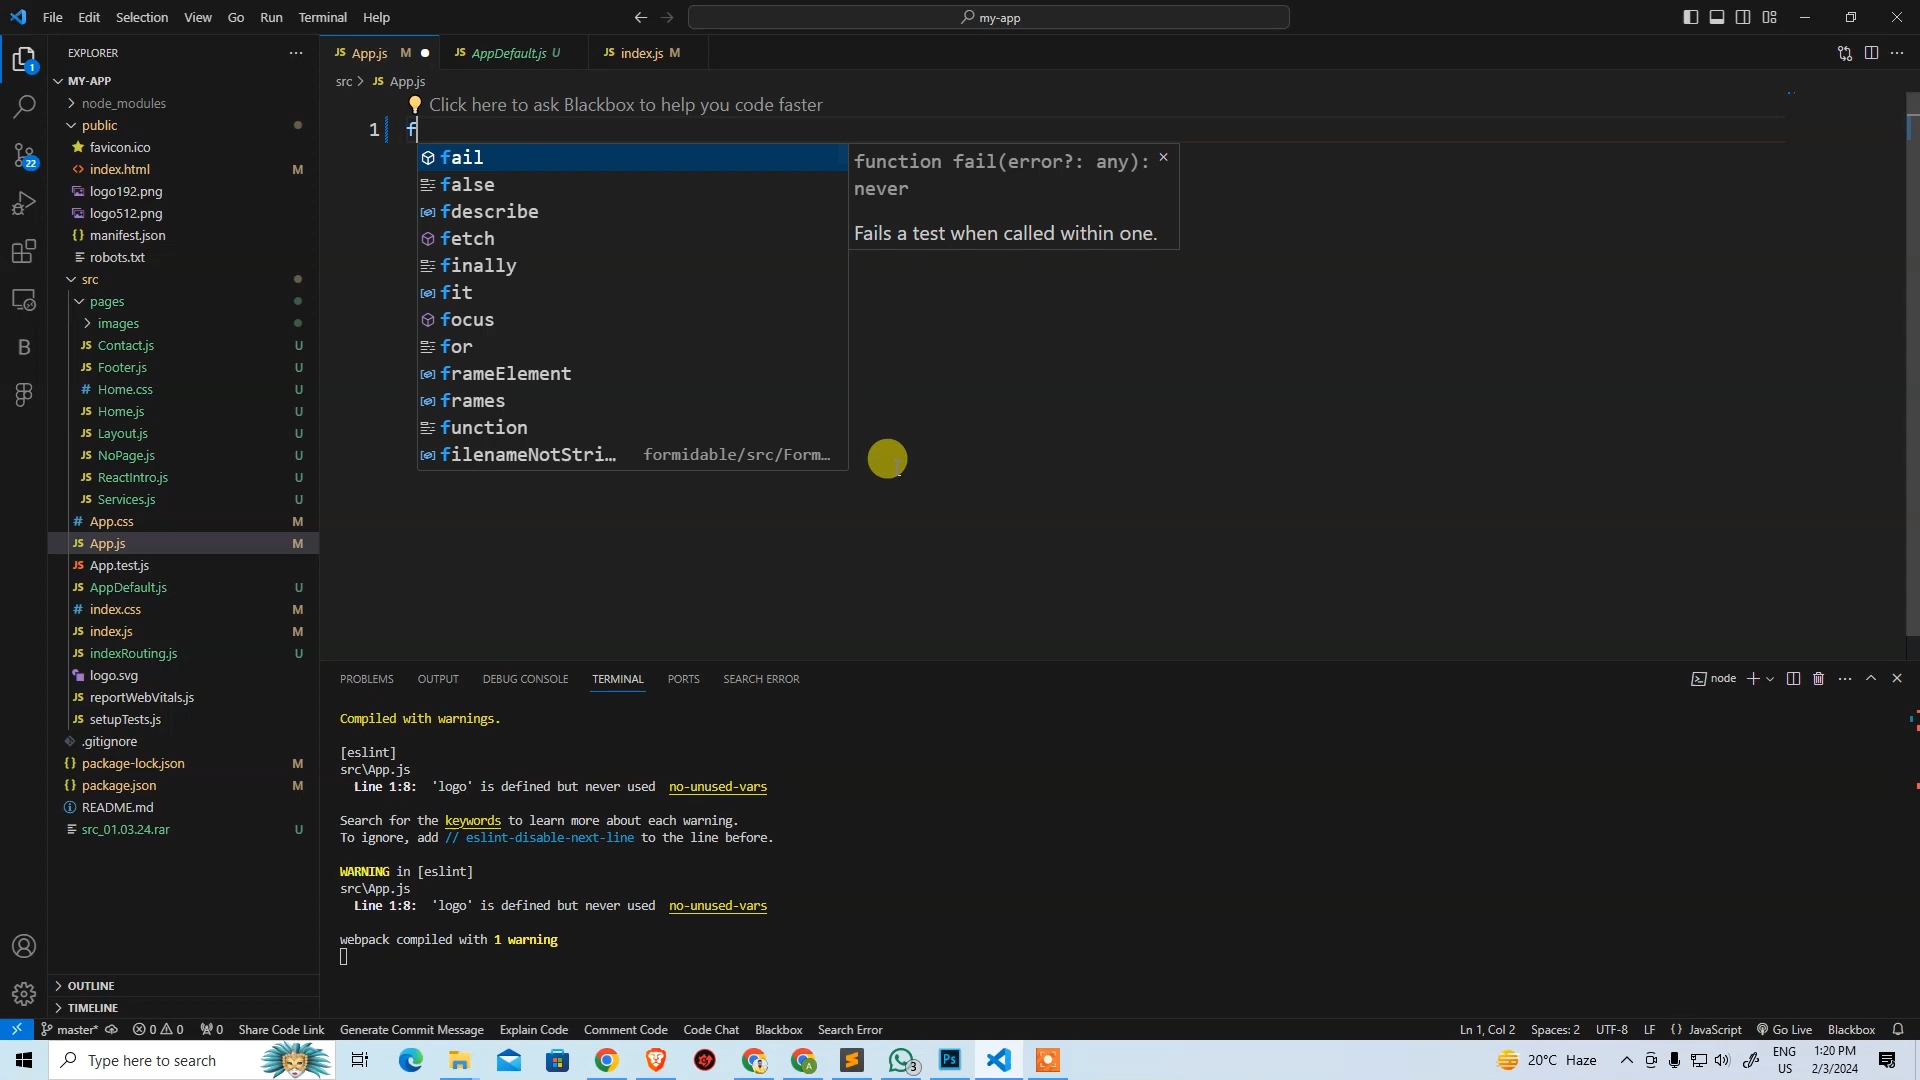 File Edit Selection View Go Run Terminal Help
my-app
EXPLORER
MY-APP
node_modules
public
favicon.ico
index.html M
logo192.png
logo512.png
manifest.json
robots.txt
src
pages
images
Contact.js U
Footer.js U
Home.css U
Home.js U
Layout.js U
NoPage.js U
ReactIntro.js U
Services.js U
App.css M
App.js M
App.test.js
AppDefault.js U
index.css M
index.js M
indexRouting.js U
logo.svg
reportWebVitals.js
setupTests.js
.gitignore
package-lock.json M
package.json M
README.md
src_01.03.24.rar U
OUTLINE
TIMELINE
1
22
JS App.js M
JS AppDefault.js U
JS index.js M
src > JS App.js
Click here to ask Blackbox to help you code faster
1 f
fail
false
fdescribe
fetch
finally
fit
focus
for
frameElement
frames
function
filenameNotStri… formidable/src/Form…
function fail(error?: any):
never
Fails a test when called within one.
PROBLEMS OUTPUT DEBUG CONSOLE TERMINAL PORTS SEARCH ERROR
node
Compiled with warnings.
[eslint]
src\App.js
Line 1:8: 'logo' is defined but never used no-unused-vars
Search for the keywords to learn more about each warning.
To ignore, add // eslint-disable-next-line to the line before.
WARNING in [eslint]
src\App.js
Line 1:8: 'logo' is defined but never used no-unused-vars
webpack compiled with 1 warning
master* 0 0 0 Share Code Link Generate Commit Message Explain Code Comment Code Code Chat Blackbox Search Error
Ln 1, Col 2 Spaces: 2 UTF-8 LF {} JavaScript Go Live Blackbox
Type here to search
3
Ps
20°C Haze
ENG
US
1:20 PM
2/3/2024